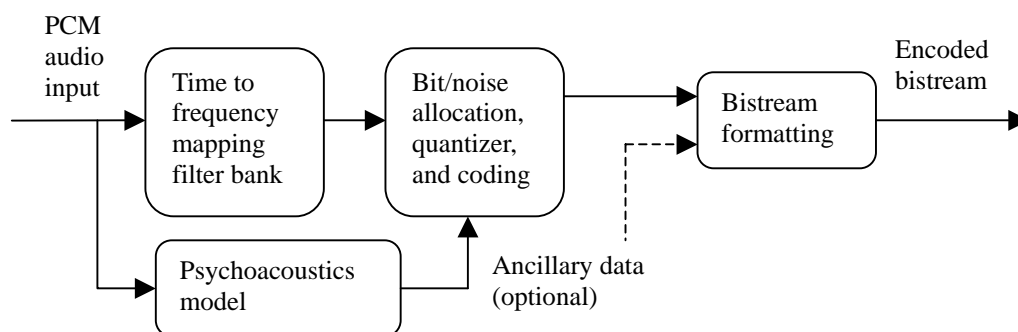 PCM
audio
input
Time to
frequency
mapping
filter bank
Bit/noise
allocation,
quantizer,
and coding
Bistream
formatting
Encoded
bistream
Psychoacoustics
model
Ancillary data
(optional)